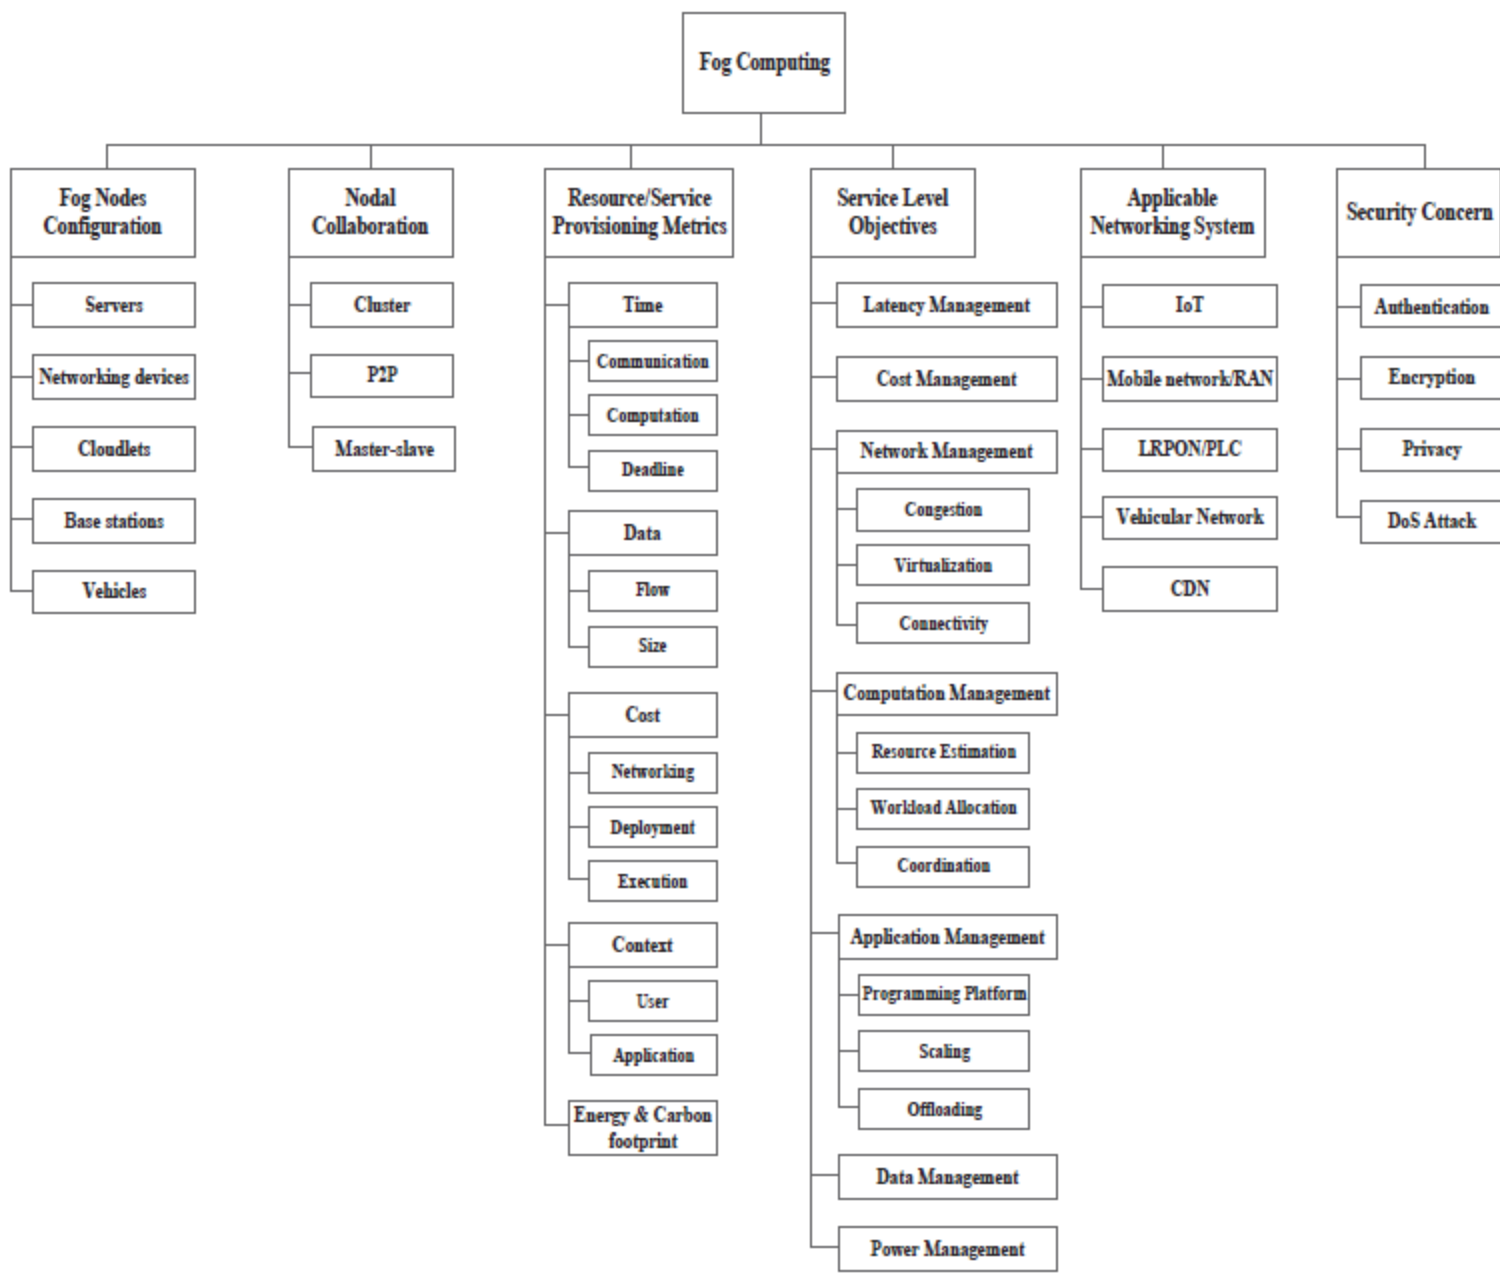 Fog Computing
Fog Nodes
Configuration
Servers
Networking devices
Cloudlets
Base stations
Vehicles
Nodal
Collaboration
Cluster
P2P
Master-slave
Resource/Service
Provisioning Metrics
Time
Communication
Computation
Deadline
Data
Flow
Size
Cost
Networking
Deployment
Execution
Context
User
Application
Energy & Carbon
footprint
Service Level
Objectives
Latency Management
Cost Management
Network Management
Congestion
Virtualization
Connectivity
Computation Management
Resource Estimation
Workload Allocation
Coordination
Application Management
Programming Platform
Scaling
Offloading
Data Management
Power Management
Applicable
Networking System
IoT
Mobile network/RAN
LRPON/PLC
Vehicular Network
CDN
Security Concern
Authentication
Encryption
Privacy
DoS Attack